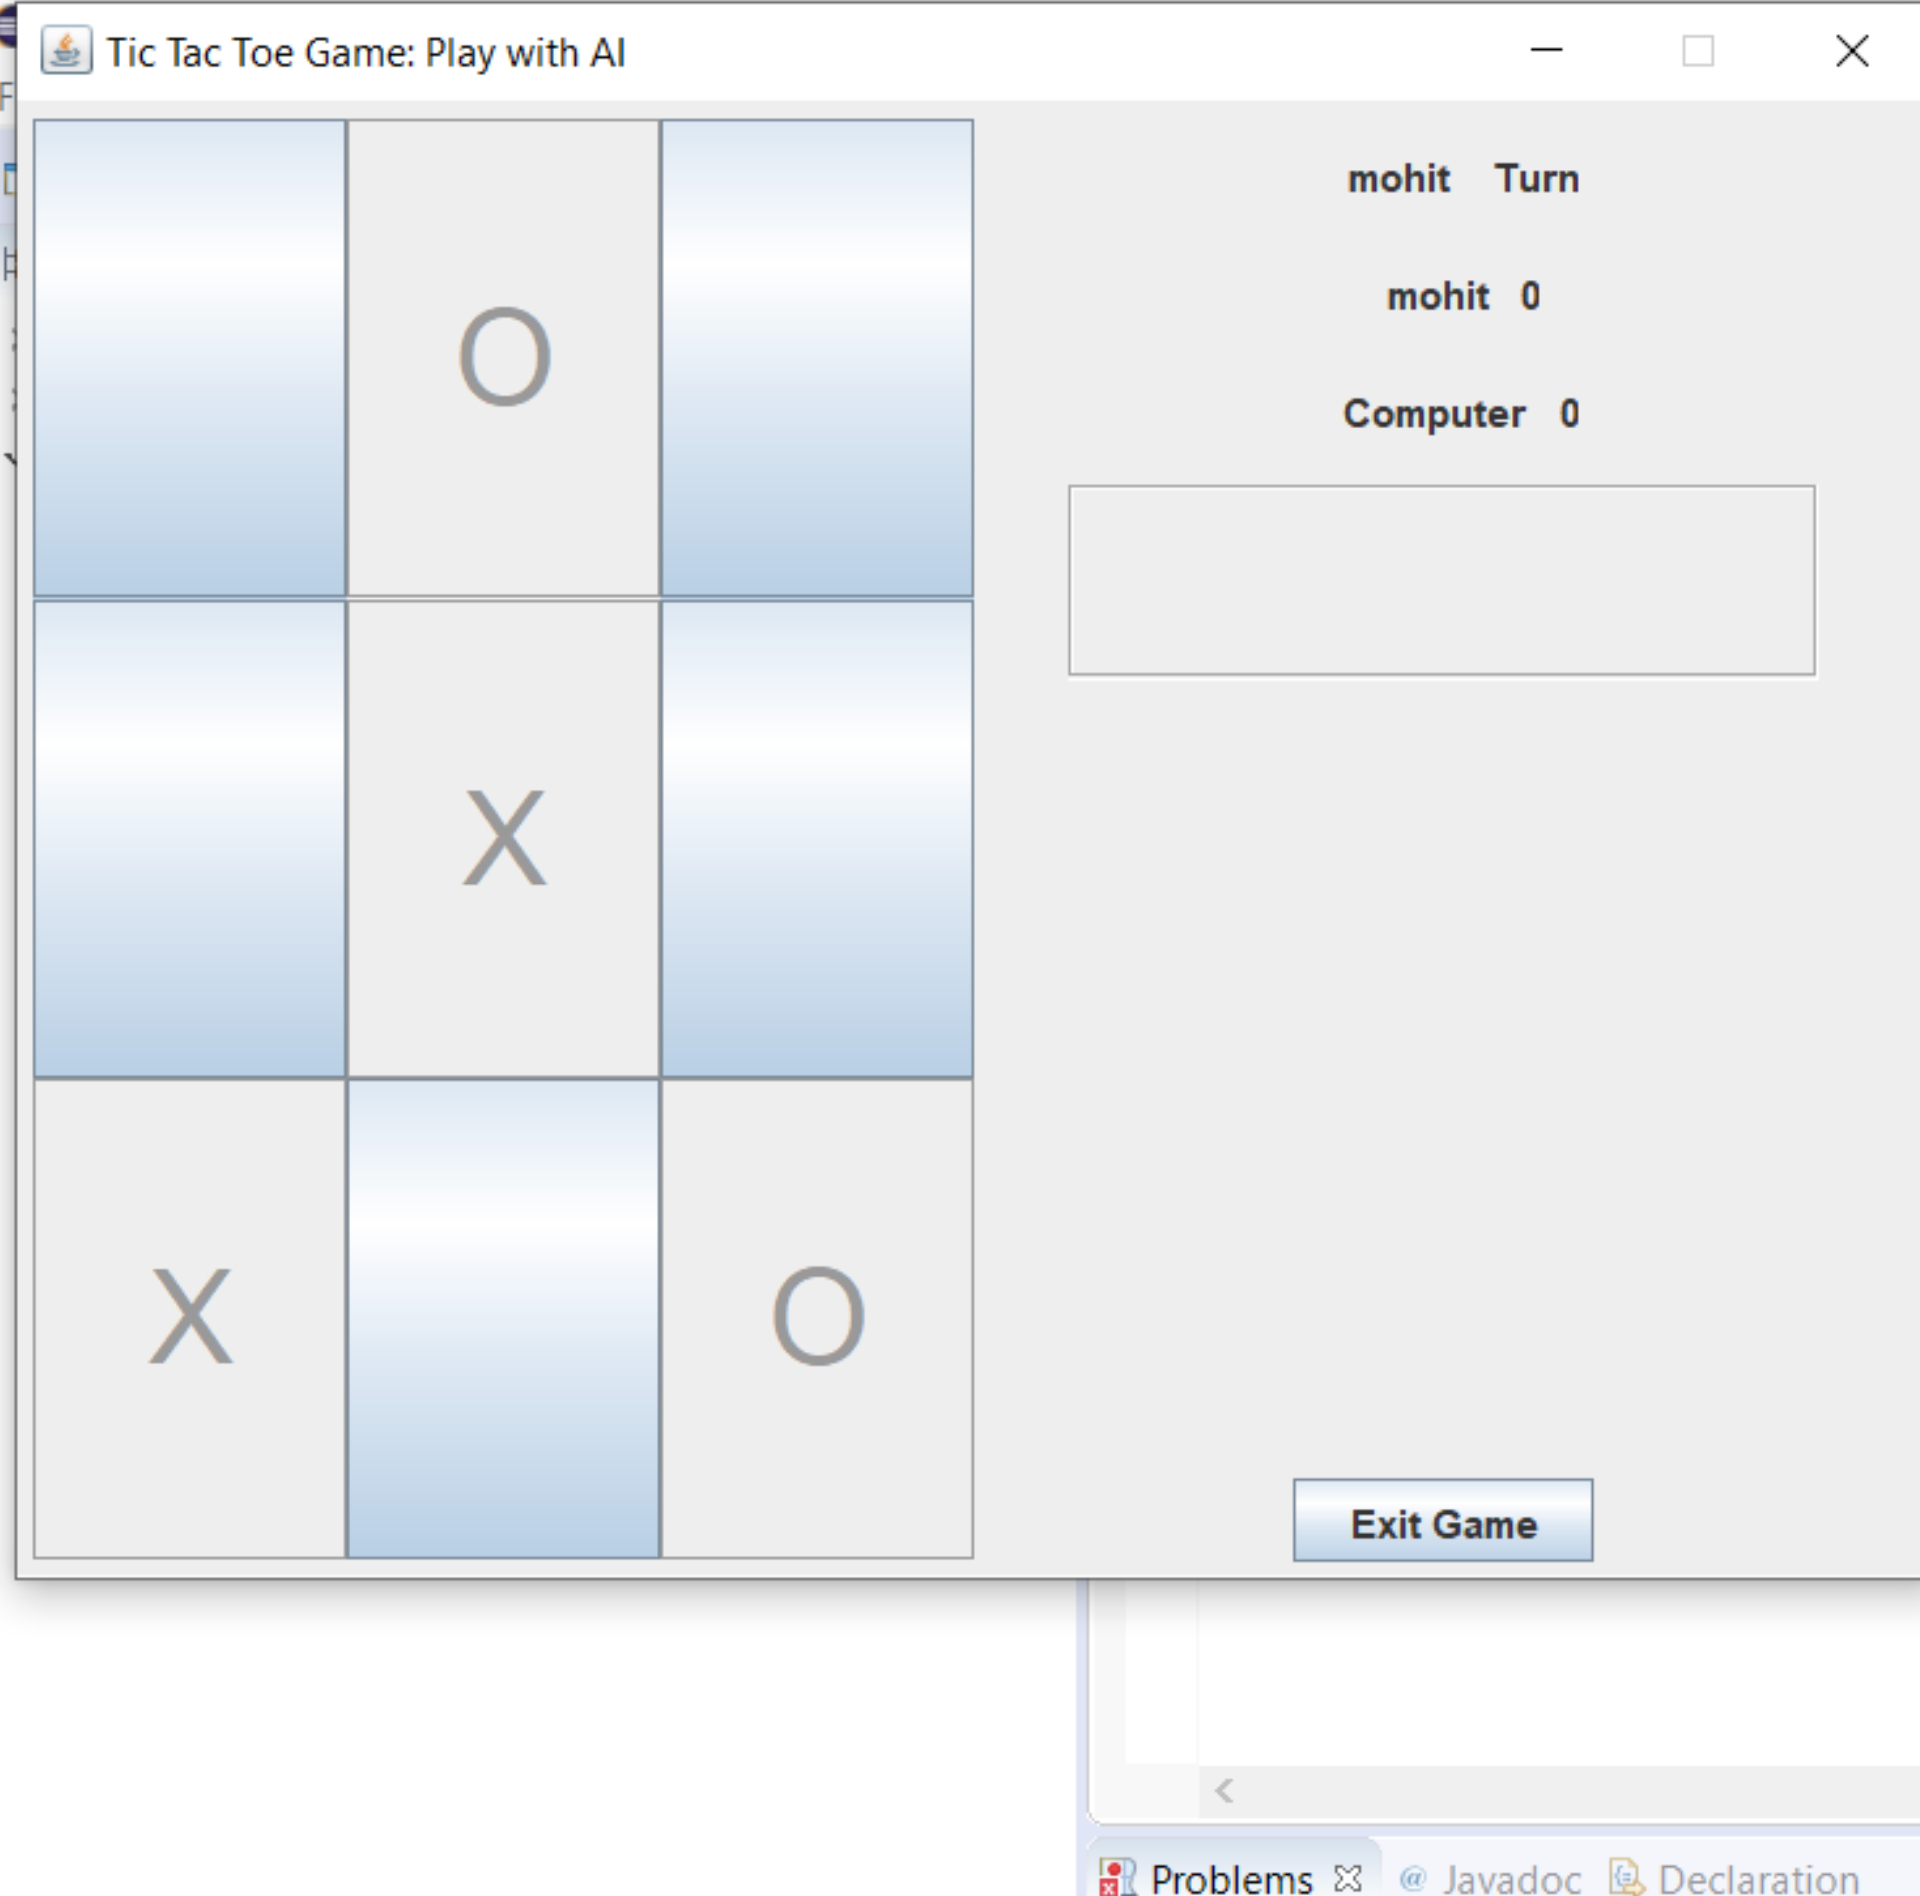 Tic Tac Toe Game: Play with AI
F
mohit Turn
mohit 0
Computer 0
O
X
X O
Exit Game
Problems @ Javadoc Declaration